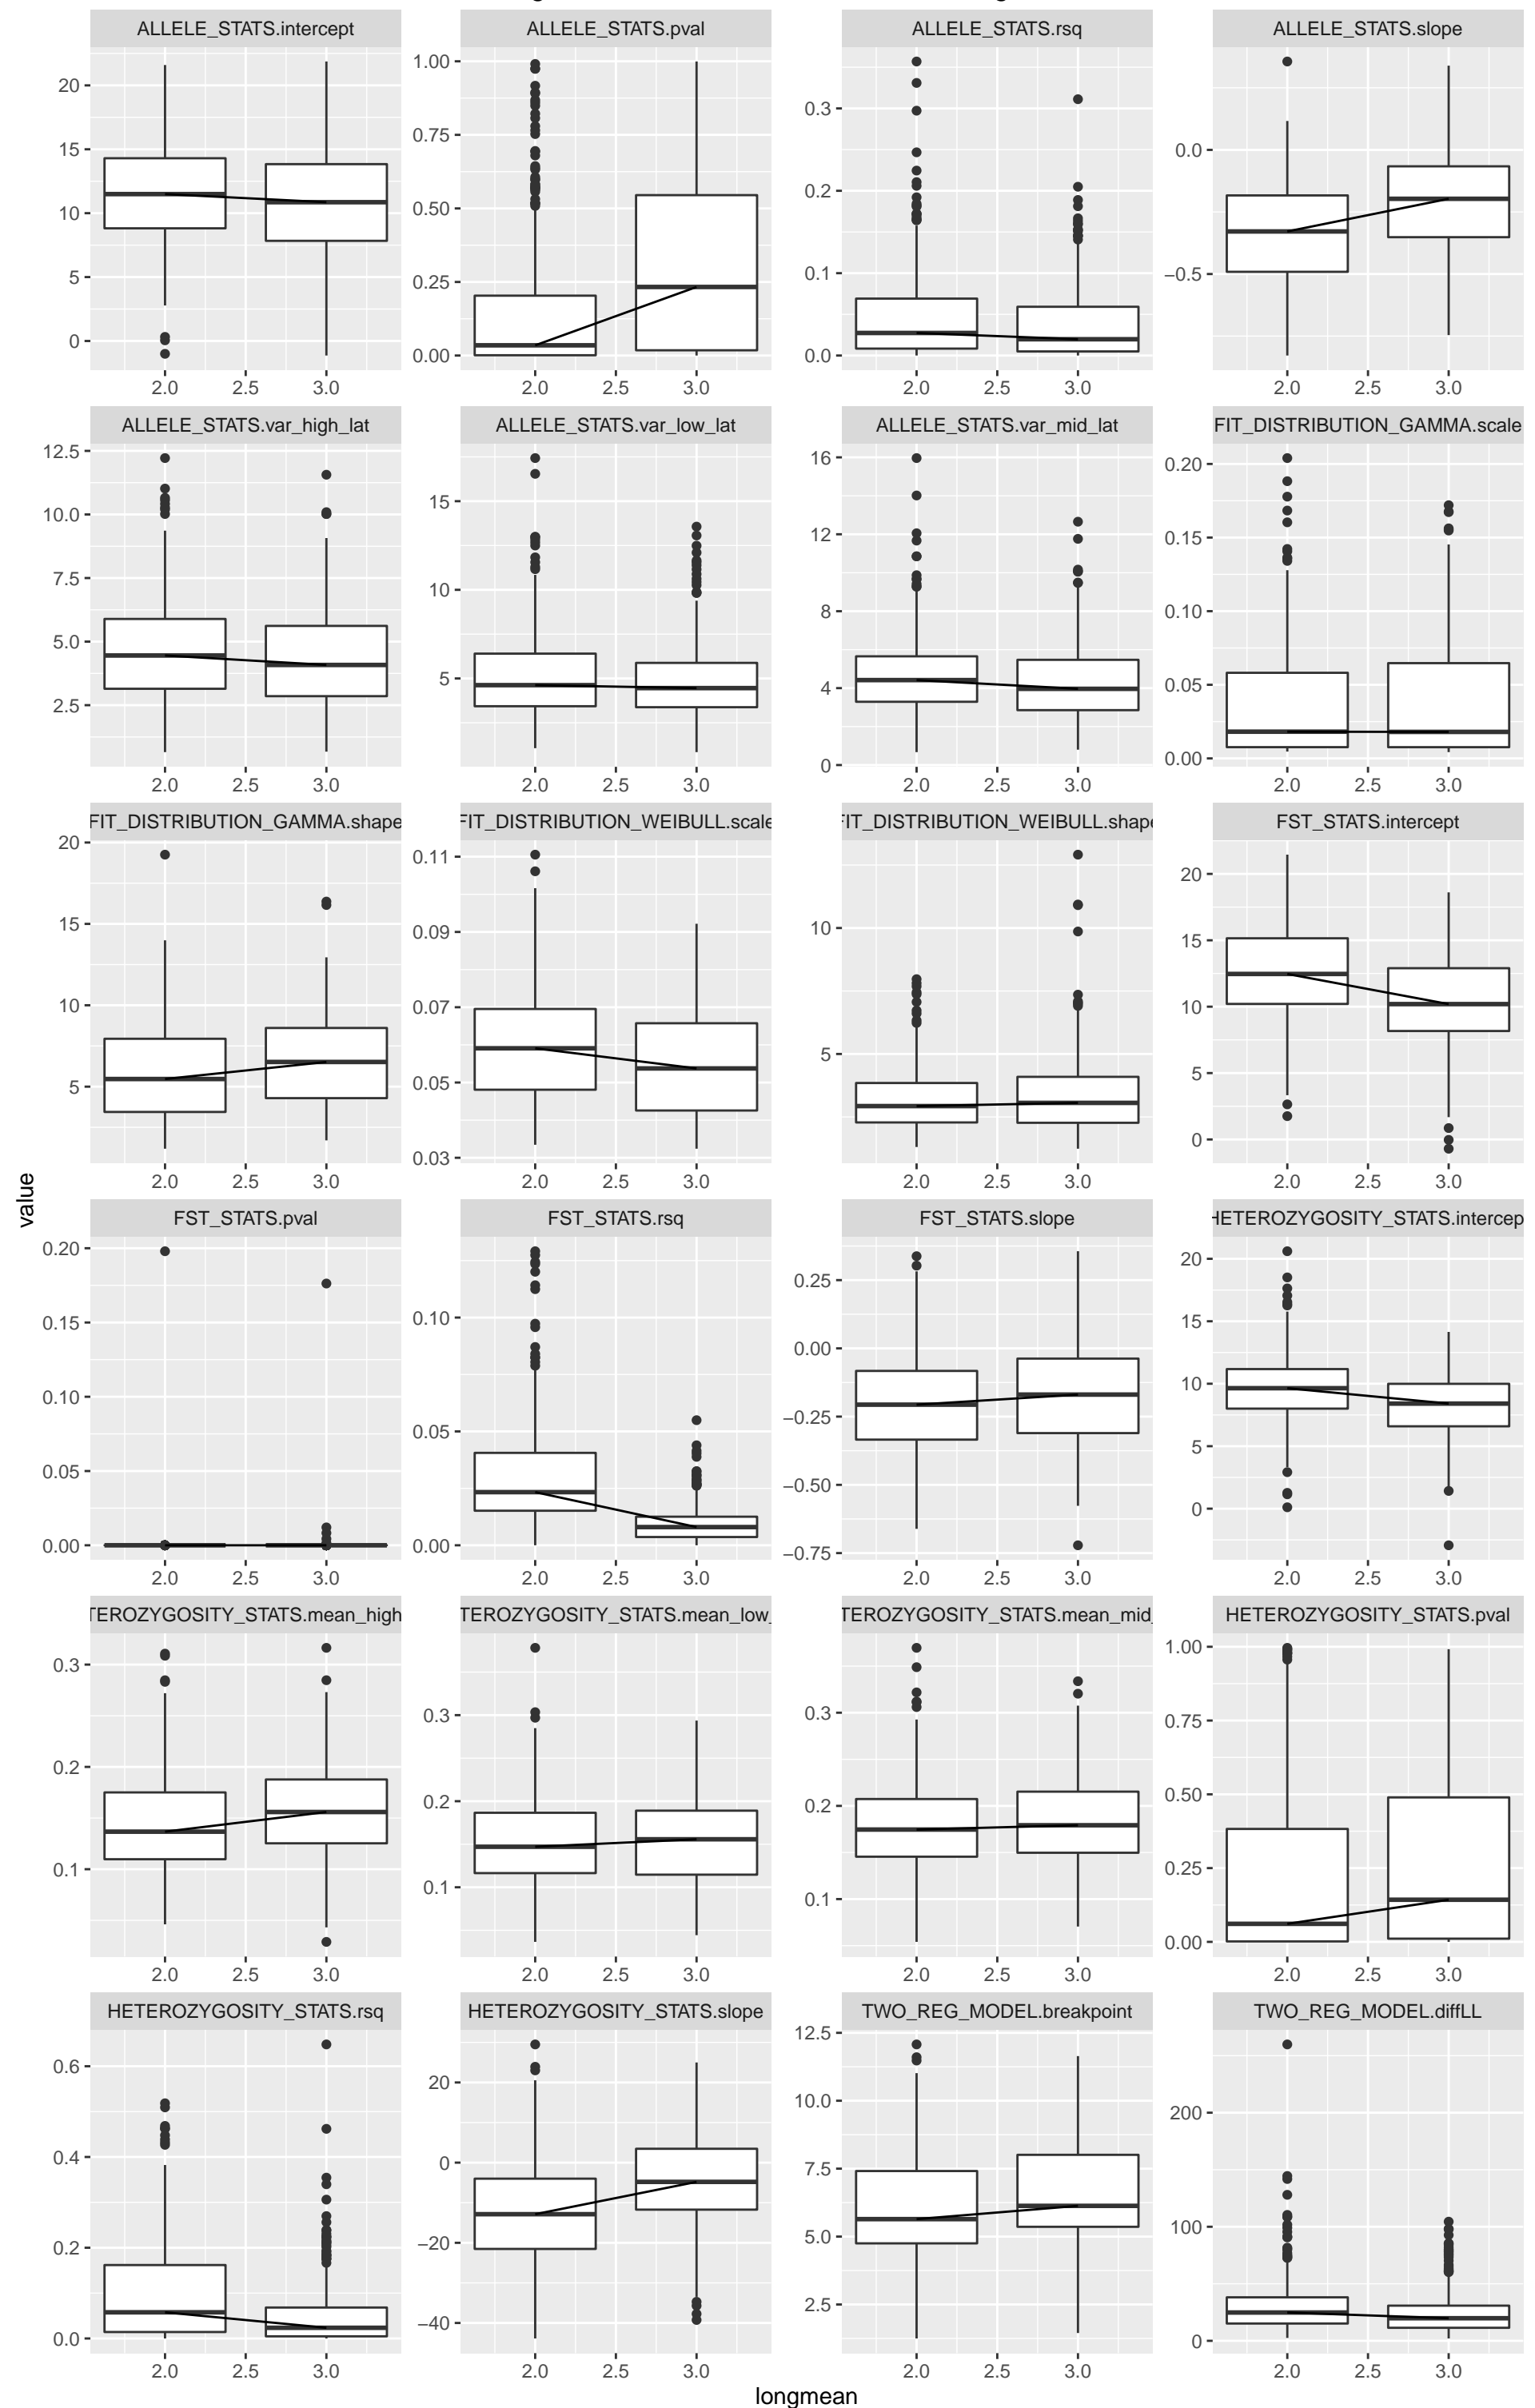 ALLELE_STATS.intercept ALLELE_STATS.pval ALLELE_STATS.rsq ALLELE_STATS.slope
20 15 10 5 0
1.00 0.75 0.50 0.25 0.00
0.3 0.2 0.1 0.0
0.0 −0.5
2.0 2.5 3.0 2.0 2.5 3.0 2.0 2.5 3.0 2.0 2.5 3.0
ALLELE_STATS.var_high_lat ALLELE_STATS.var_low_lat ALLELE_STATS.var_mid_lat FIT_DISTRIBUTION_GAMMA.scale
12.5 10.0 7.5 5.0 2.5
15 10 5
16 12 8 4 0
0.20 0.15 0.10 0.05 0.00
2.0 2.5 3.0 2.0 2.5 3.0 2.0 2.5 3.0 2.0 2.5 3.0
FIT_DISTRIBUTION_GAMMA.shape FIT_DISTRIBUTION_WEIBULL.scale FIT_DISTRIBUTION_WEIBULL.shape FST_STATS.intercept
20 15 10 5
0.11 0.09 0.07 0.05 0.03
10 5
20 15 10 5 0
2.0 2.5 3.0 2.0 2.5 3.0 2.0 2.5 3.0 2.0 2.5 3.0
value
FST_STATS.pval FST_STATS.rsq FST_STATS.slope HETEROZYGOSITY_STATS.intercep
0.20 0.15 0.10 0.05 0.00
0.10 0.05 0.00
0.25 0.00 −0.25 −0.50 −0.75
20 15 10 5 0
2.0 2.5 3.0 2.0 2.5 3.0 2.0 2.5 3.0 2.0 2.5 3.0
TEROZYGOSITY_STATS.mean_high TEROZYGOSITY_STATS.mean_low_ TEROZYGOSITY_STATS.mean_mid_ HETEROZYGOSITY_STATS.pval
0.3 0.2 0.1
0.3 0.2 0.1
0.3 0.2 0.1
1.00 0.75 0.50 0.25 0.00
2.0 2.5 3.0 2.0 2.5 3.0 2.0 2.5 3.0 2.0 2.5 3.0
HETEROZYGOSITY_STATS.rsq HETEROZYGOSITY_STATS.slope TWO_REG_MODEL.breakpoint TWO_REG_MODEL.diffLL
0.6 0.4 0.2 0.0
20 0 −20 −40
12.5 10.0 7.5 5.0 2.5
200 100 0
2.0 2.5 3.0 2.0 2.5 3.0 2.0 2.5 3.0 2.0 2.5 3.0
longmean